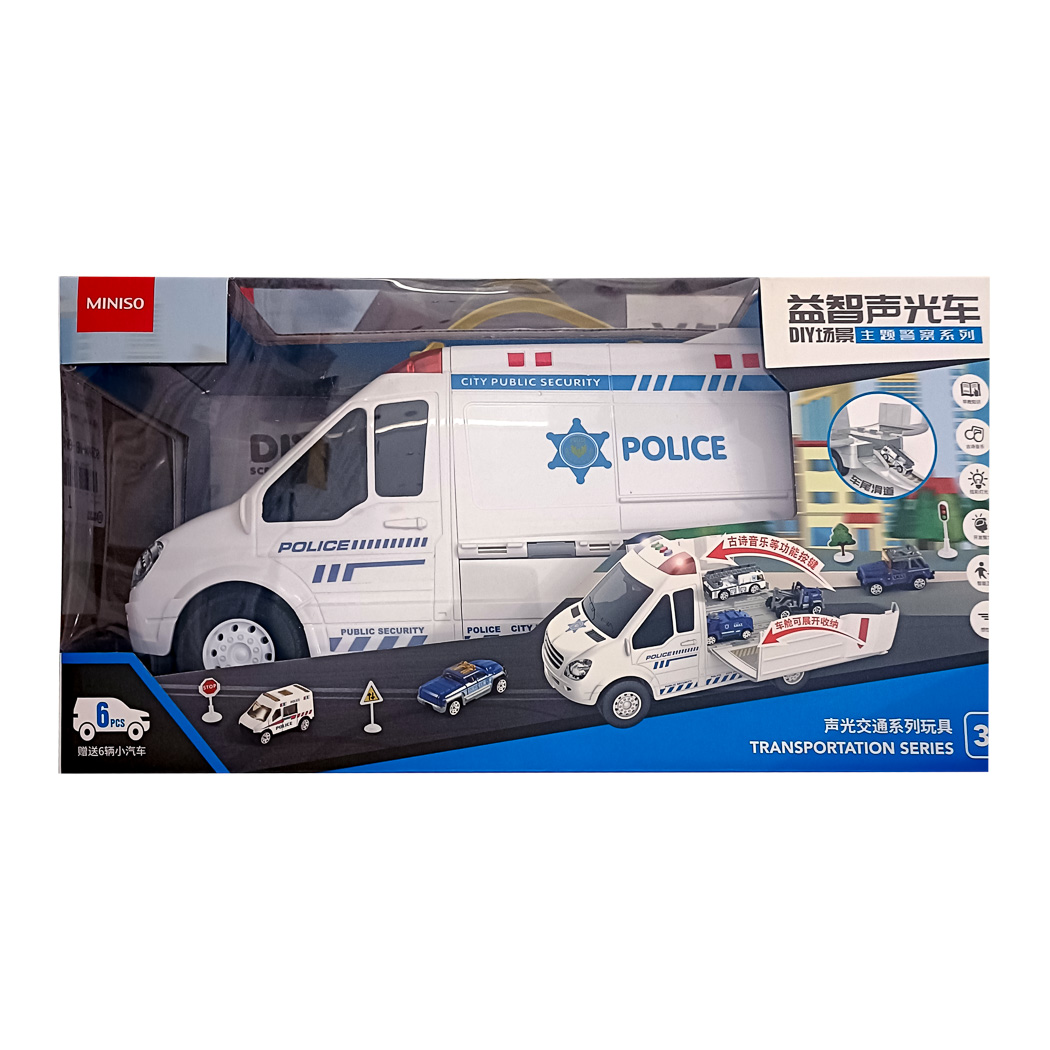 MINISO
益智声光车
DIY场景 主题警察系列
CITY PUBLIC SECURITY
POLICE
车尾滑道
POLICE
古诗音乐等功能按键
车舱可展开收纳
PUBLIC SECURITY
POLICE CITY
POLICE
STOP
POLICE
6PCS
赠送6辆小汽车
声光交通系列玩具
TRANSPORTATION SERIES
3